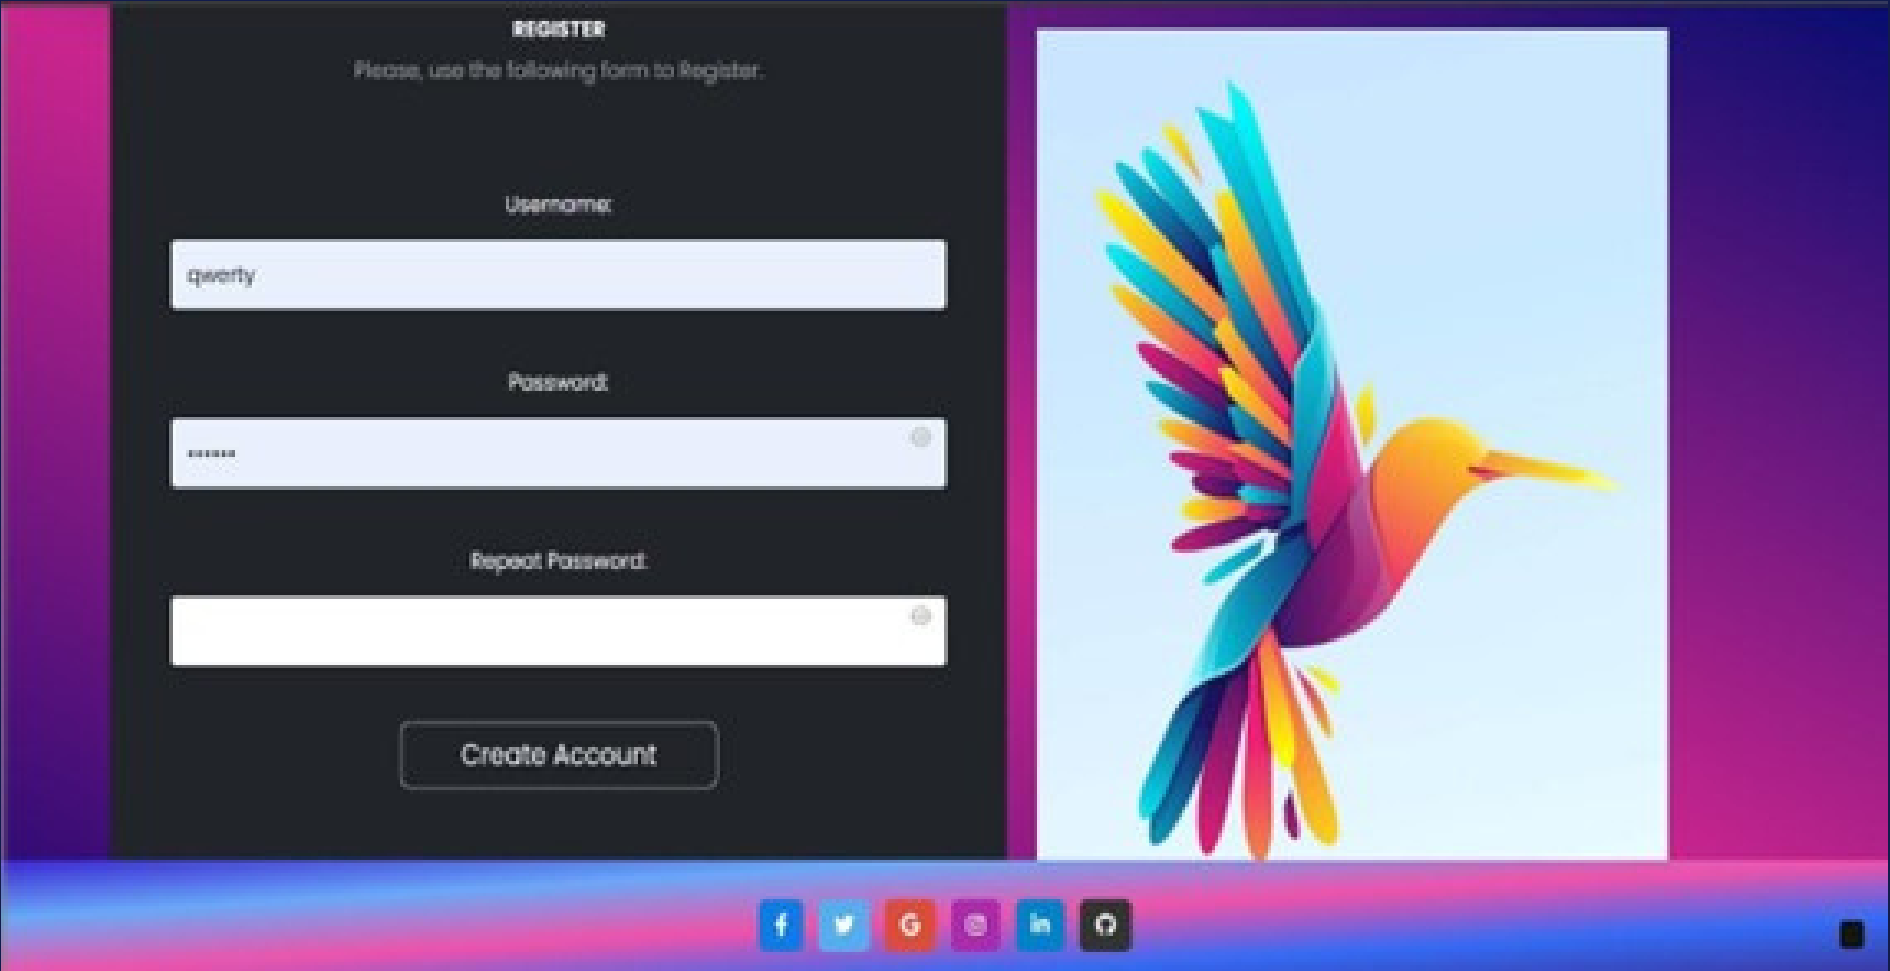 REGISTER
Please, use the following form to Register.
Username:
qwerty
Password:
••••••
Repeat Password:
Create Account